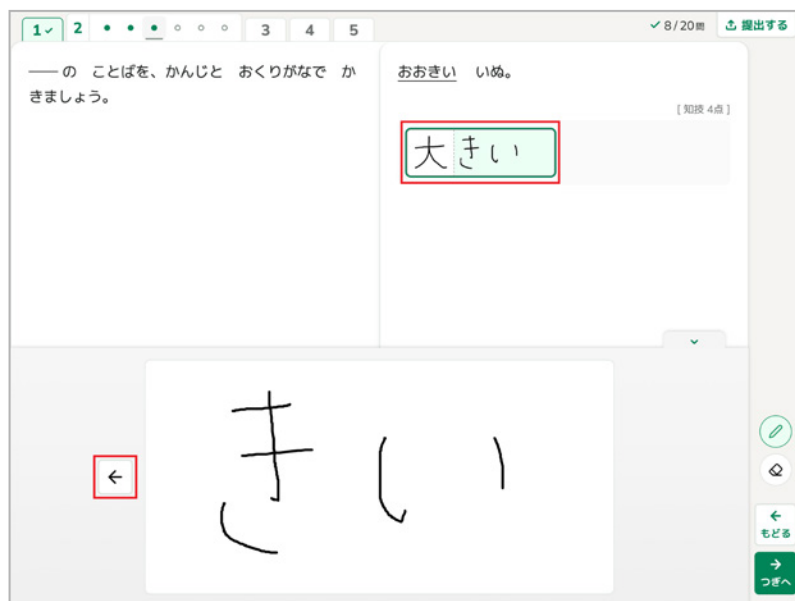 1✓ 2 3 4 5 ✓8/20問 提出する
── の ことばを、かんじと おくりがなで か
きましょう。
おおきい いぬ。
[知技 4点]
大きい
きい
←
←
もどる
→
つぎへ